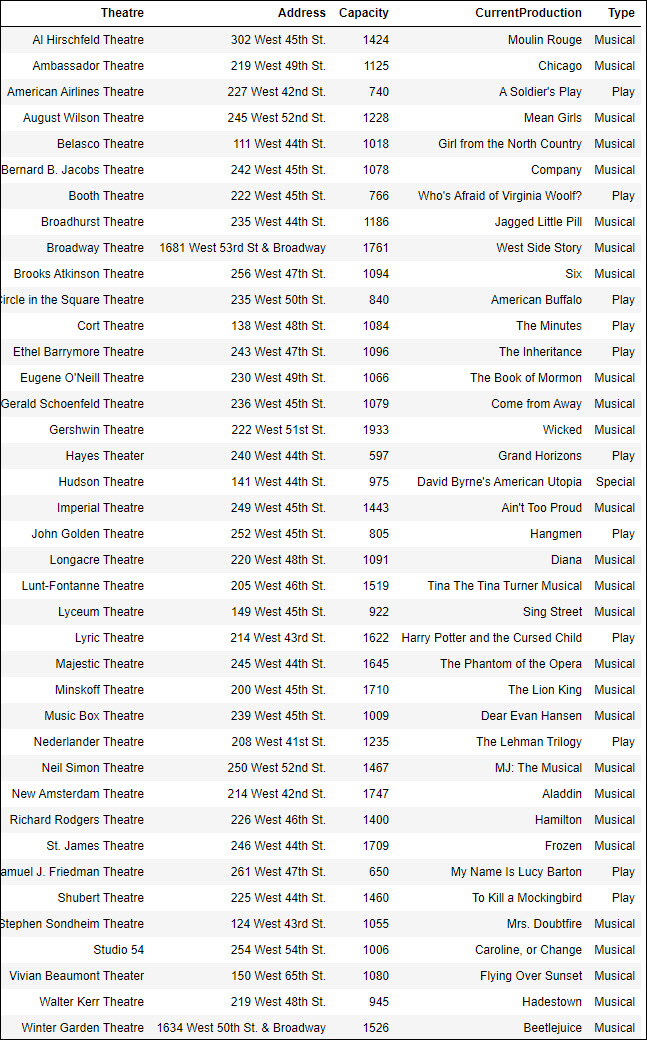 Theatre Address Capacity CurrentProduction Type
Al Hirschfeld Theatre 302 West 45th St. 1424 Moulin Rouge Musical
Ambassador Theatre 219 West 49th St. 1125 Chicago Musical
American Airlines Theatre 227 West 42nd St. 740 A Soldier's Play Play
August Wilson Theatre 245 West 52nd St. 1228 Mean Girls Musical
Belasco Theatre 111 West 44th St. 1018 Girl from the North Country Musical
Bernard B. Jacobs Theatre 242 West 45th St. 1078 Company Musical
Booth Theatre 222 West 45th St. 766 Who's Afraid of Virginia Woolf? Play
Broadhurst Theatre 235 West 44th St. 1186 Jagged Little Pill Musical
Broadway Theatre 1681 West 53rd St & Broadway 1761 West Side Story Musical
Brooks Atkinson Theatre 256 West 47th St. 1094 Six Musical
Circle in the Square Theatre 235 West 50th St. 840 American Buffalo Play
Cort Theatre 138 West 48th St. 1084 The Minutes Play
Ethel Barrymore Theatre 243 West 47th St. 1096 The Inheritance Play
Eugene O'Neill Theatre 230 West 49th St. 1066 The Book of Mormon Musical
Gerald Schoenfeld Theatre 236 West 45th St. 1079 Come from Away Musical
Gershwin Theatre 222 West 51st St. 1933 Wicked Musical
Hayes Theater 240 West 44th St. 597 Grand Horizons Play
Hudson Theatre 141 West 44th St. 975 David Byrne's American Utopia Special
Imperial Theatre 249 West 45th St. 1443 Ain't Too Proud Musical
John Golden Theatre 252 West 45th St. 805 Hangmen Play
Longacre Theatre 220 West 48th St. 1091 Diana Musical
Lunt-Fontanne Theatre 205 West 46th St. 1519 Tina The Tina Turner Musical Musical
Lyceum Theatre 149 West 45th St. 922 Sing Street Musical
Lyric Theatre 214 West 43rd St. 1622 Harry Potter and the Cursed Child Play
Majestic Theatre 245 West 44th St. 1645 The Phantom of the Opera Musical
Minskoff Theatre 200 West 45th St. 1710 The Lion King Musical
Music Box Theatre 239 West 45th St. 1009 Dear Evan Hansen Musical
Nederlander Theatre 208 West 41st St. 1235 The Lehman Trilogy Play
Neil Simon Theatre 250 West 52nd St. 1467 MJ: The Musical Musical
New Amsterdam Theatre 214 West 42nd St. 1747 Aladdin Musical
Richard Rodgers Theatre 226 West 46th St. 1400 Hamilton Musical
St. James Theatre 246 West 44th St. 1709 Frozen Musical
amuel J. Friedman Theatre 261 West 47th St. 650 My Name Is Lucy Barton Play
Shubert Theatre 225 West 44th St. 1460 To Kill a Mockingbird Play
Stephen Sondheim Theatre 124 West 43rd St. 1055 Mrs. Doubtfire Musical
Studio 54 254 West 54th St. 1006 Caroline, or Change Musical
Vivian Beaumont Theater 150 West 65th St. 1080 Flying Over Sunset Musical
Walter Kerr Theatre 219 West 48th St. 945 Hadestown Musical
Winter Garden Theatre 1634 West 50th St. & Broadway 1526 Beetlejuice Musical